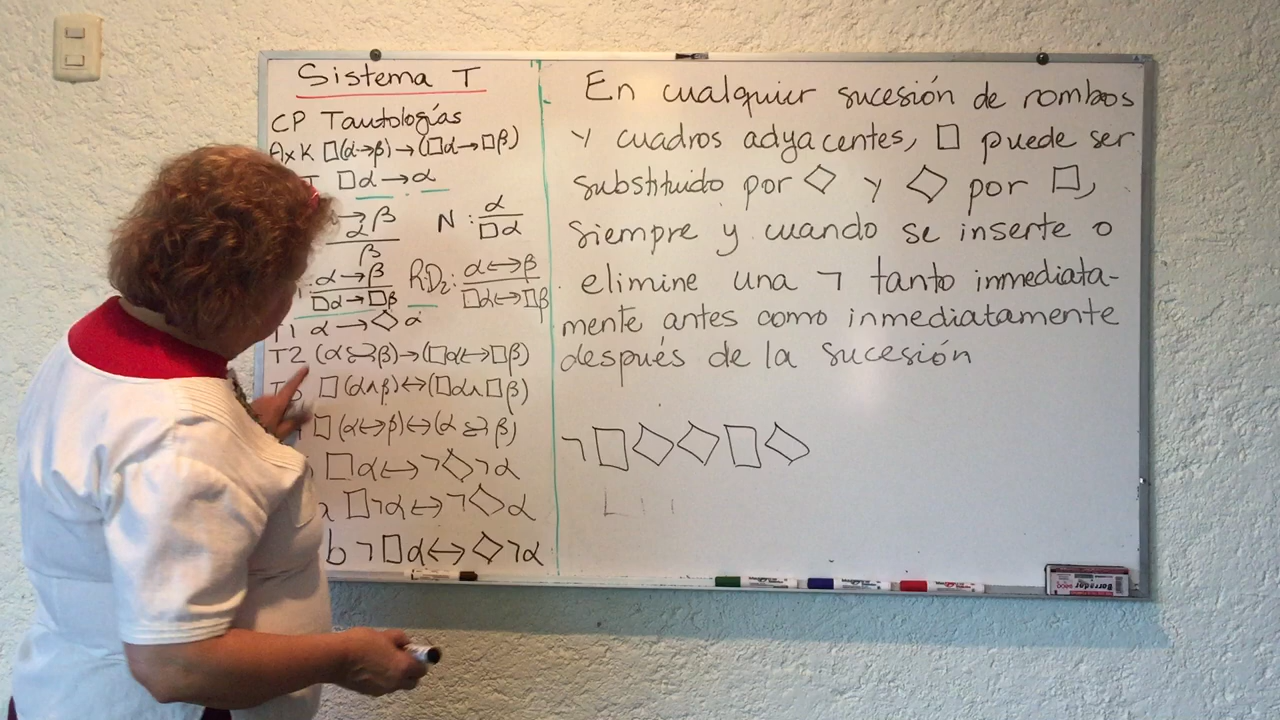 Sistema T
CP Tautologías
Ax K □(α→β)→(□α→□β)
T □α→α
→β
α
β
N: α
□α
α→β
□α→□β
RD₂: α↔β
□α↔□β
T1 α→◇α
T2 (α⥽β)→(□α↔□β)
□(α∧β)↔(□α∧□β)
□(α↔β)↔(α⥽β)
□α↔¬◇¬α
a □¬α↔¬◇α
b ¬□α↔◇¬α
En cualquier sucesión de rombos
y cuadros adyacentes, □ puede ser
substituido por ◇ y ◇ por □,
siempre y cuando se inserte o
elimine una ¬ tanto inmediata-
mente antes como inmediatamente
después de la sucesión
¬□◇◇□◇
Borrador